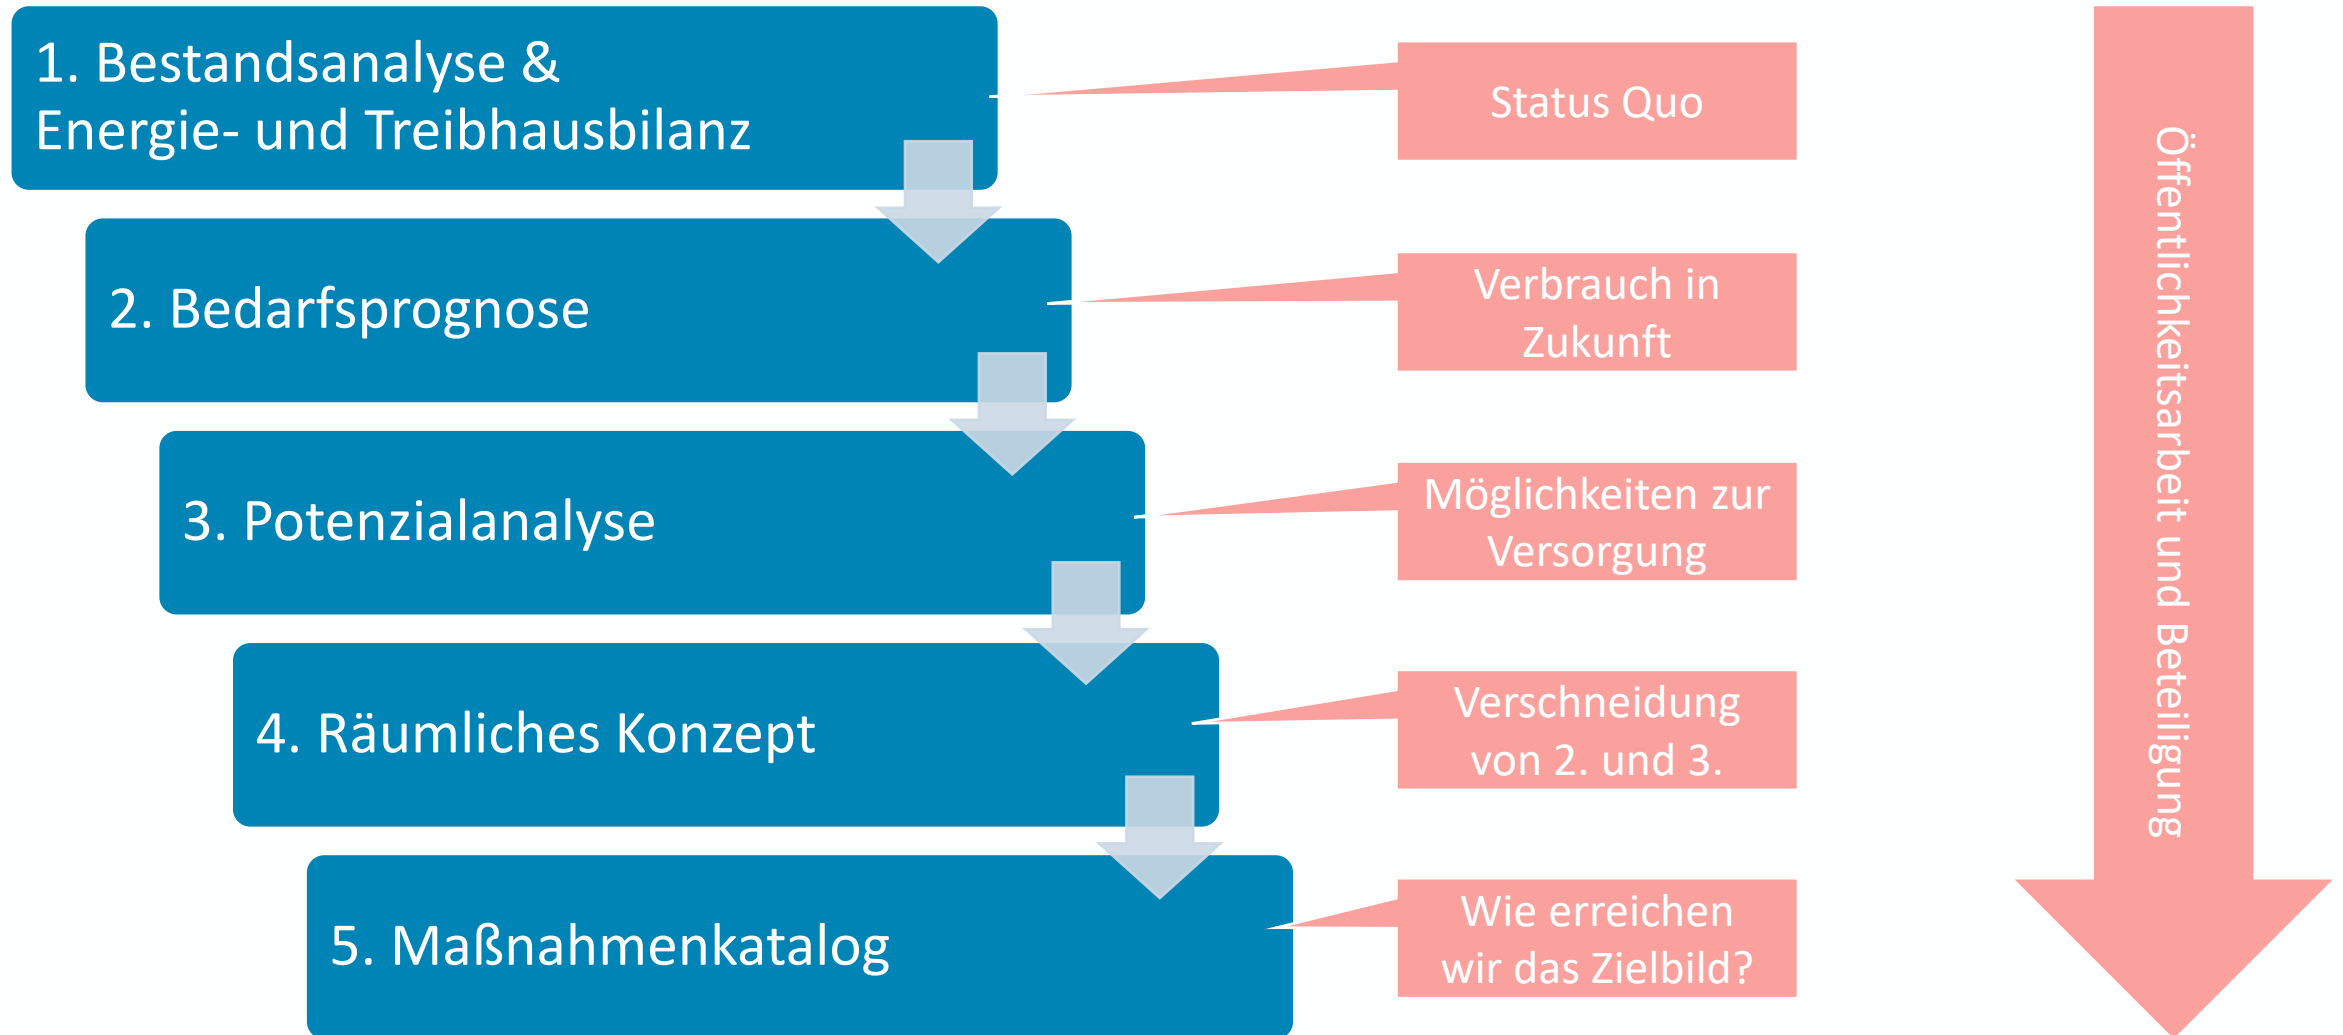 1. Bestandsanalyse &
Energie- und Treibhausbilanz
Status Quo
2. Bedarfsprognose
Verbrauch in
Zukunft
3. Potenzialanalyse
Möglichkeiten zur
Versorgung
4. Räumliches Konzept
Verschneidung
von 2. und 3.
5. Maßnahmenkatalog
Wie erreichen
wir das Zielbild?
Öffentlichkeitsarbeit und Beteiligung